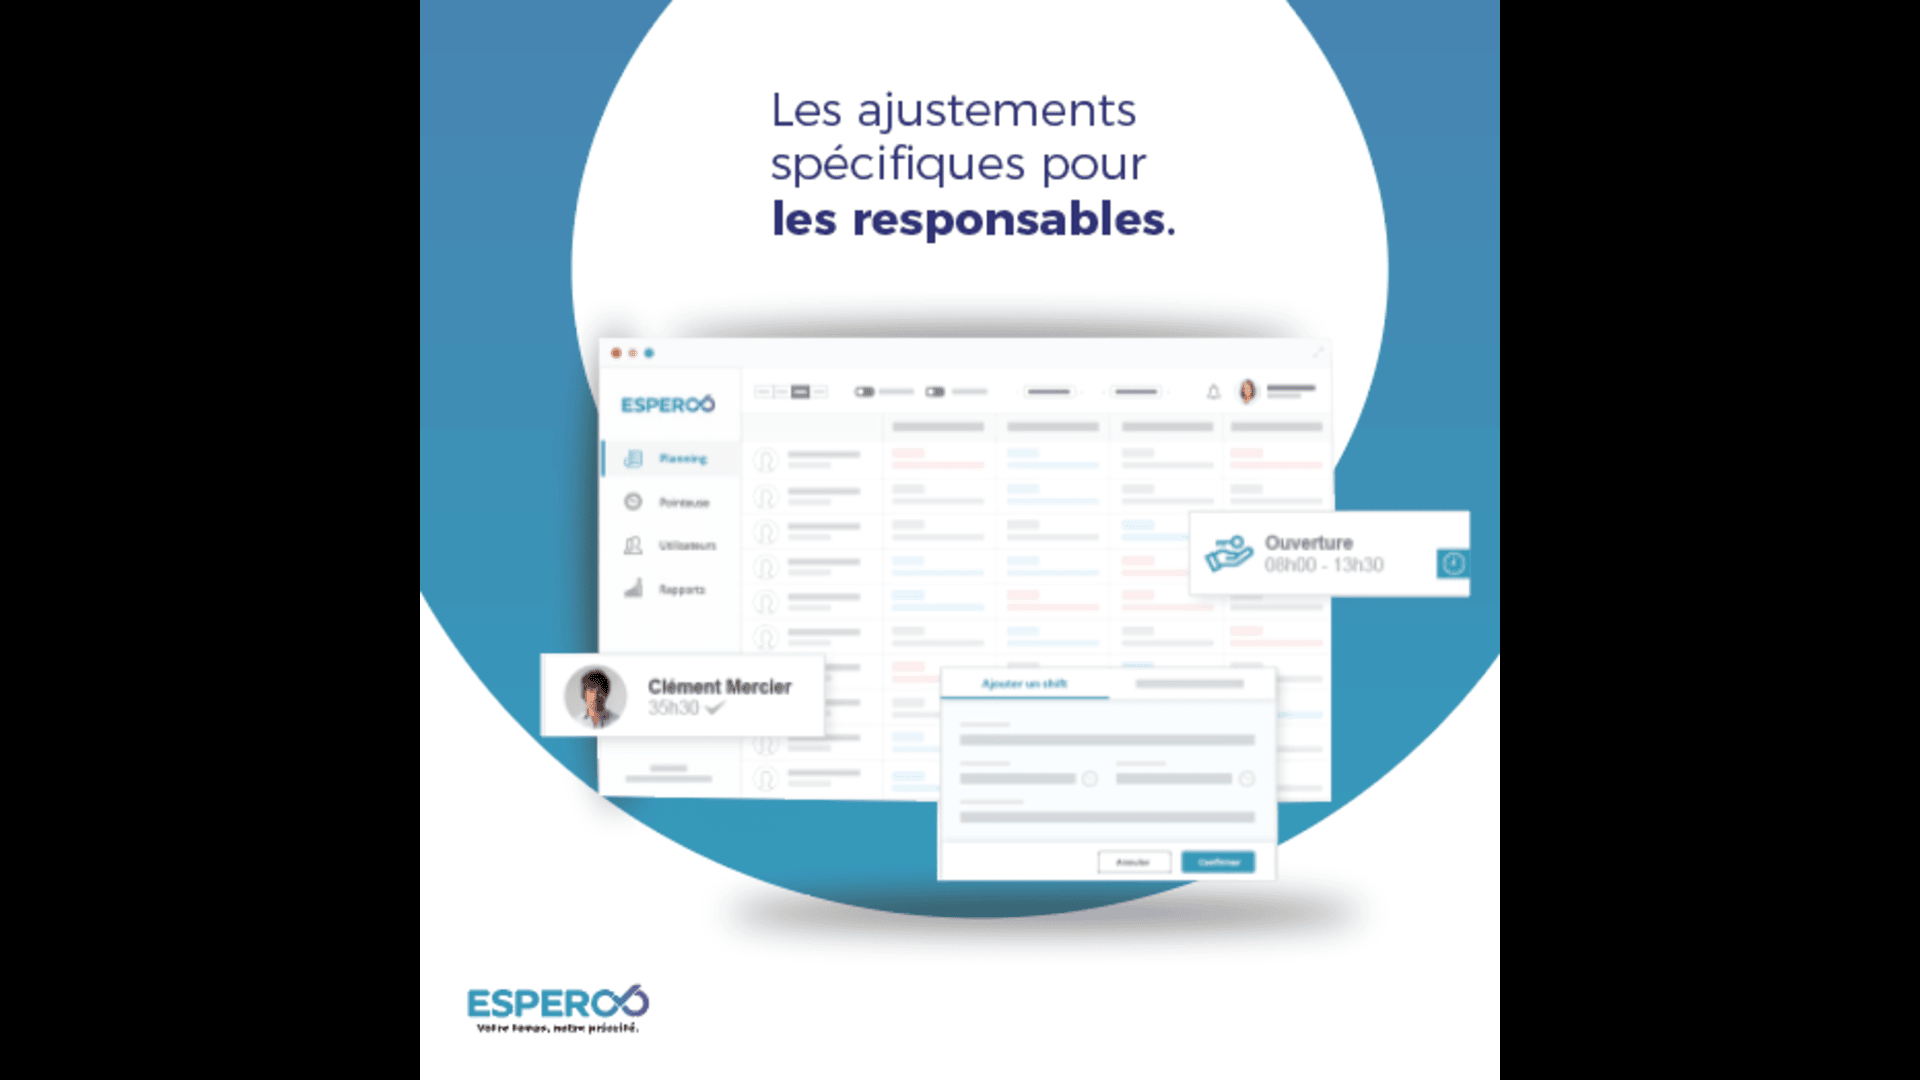 Les ajustements
spécifiques pour
les responsables.
ESPEROO
Planning
Pointeuse
Utilisateurs
Rapports
Ouverture
08h00 - 13h30
Clément Mercier
35h30
Ajouter un shift
Annuler
Confirmer
ESPEROO
Votre temps, notre priorité.